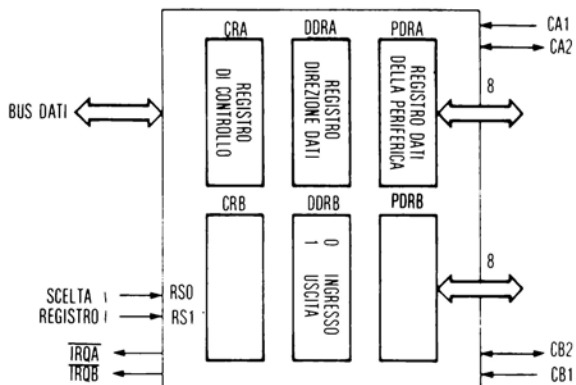 CRA DDRA PDRA
CA1
CA2
BUS DATI
REGISTRO
DI CONTROLLO
REGISTRO
DIREZIONE DATI
REGISTRO DATI
DELLA PERIFERICA
8
CRB DDRB PDRB
0 INGRESSO
1 USCITA
8
SCELTA
REGISTRO
RS0
RS1
IRQA
IRQB
CB2
CB1